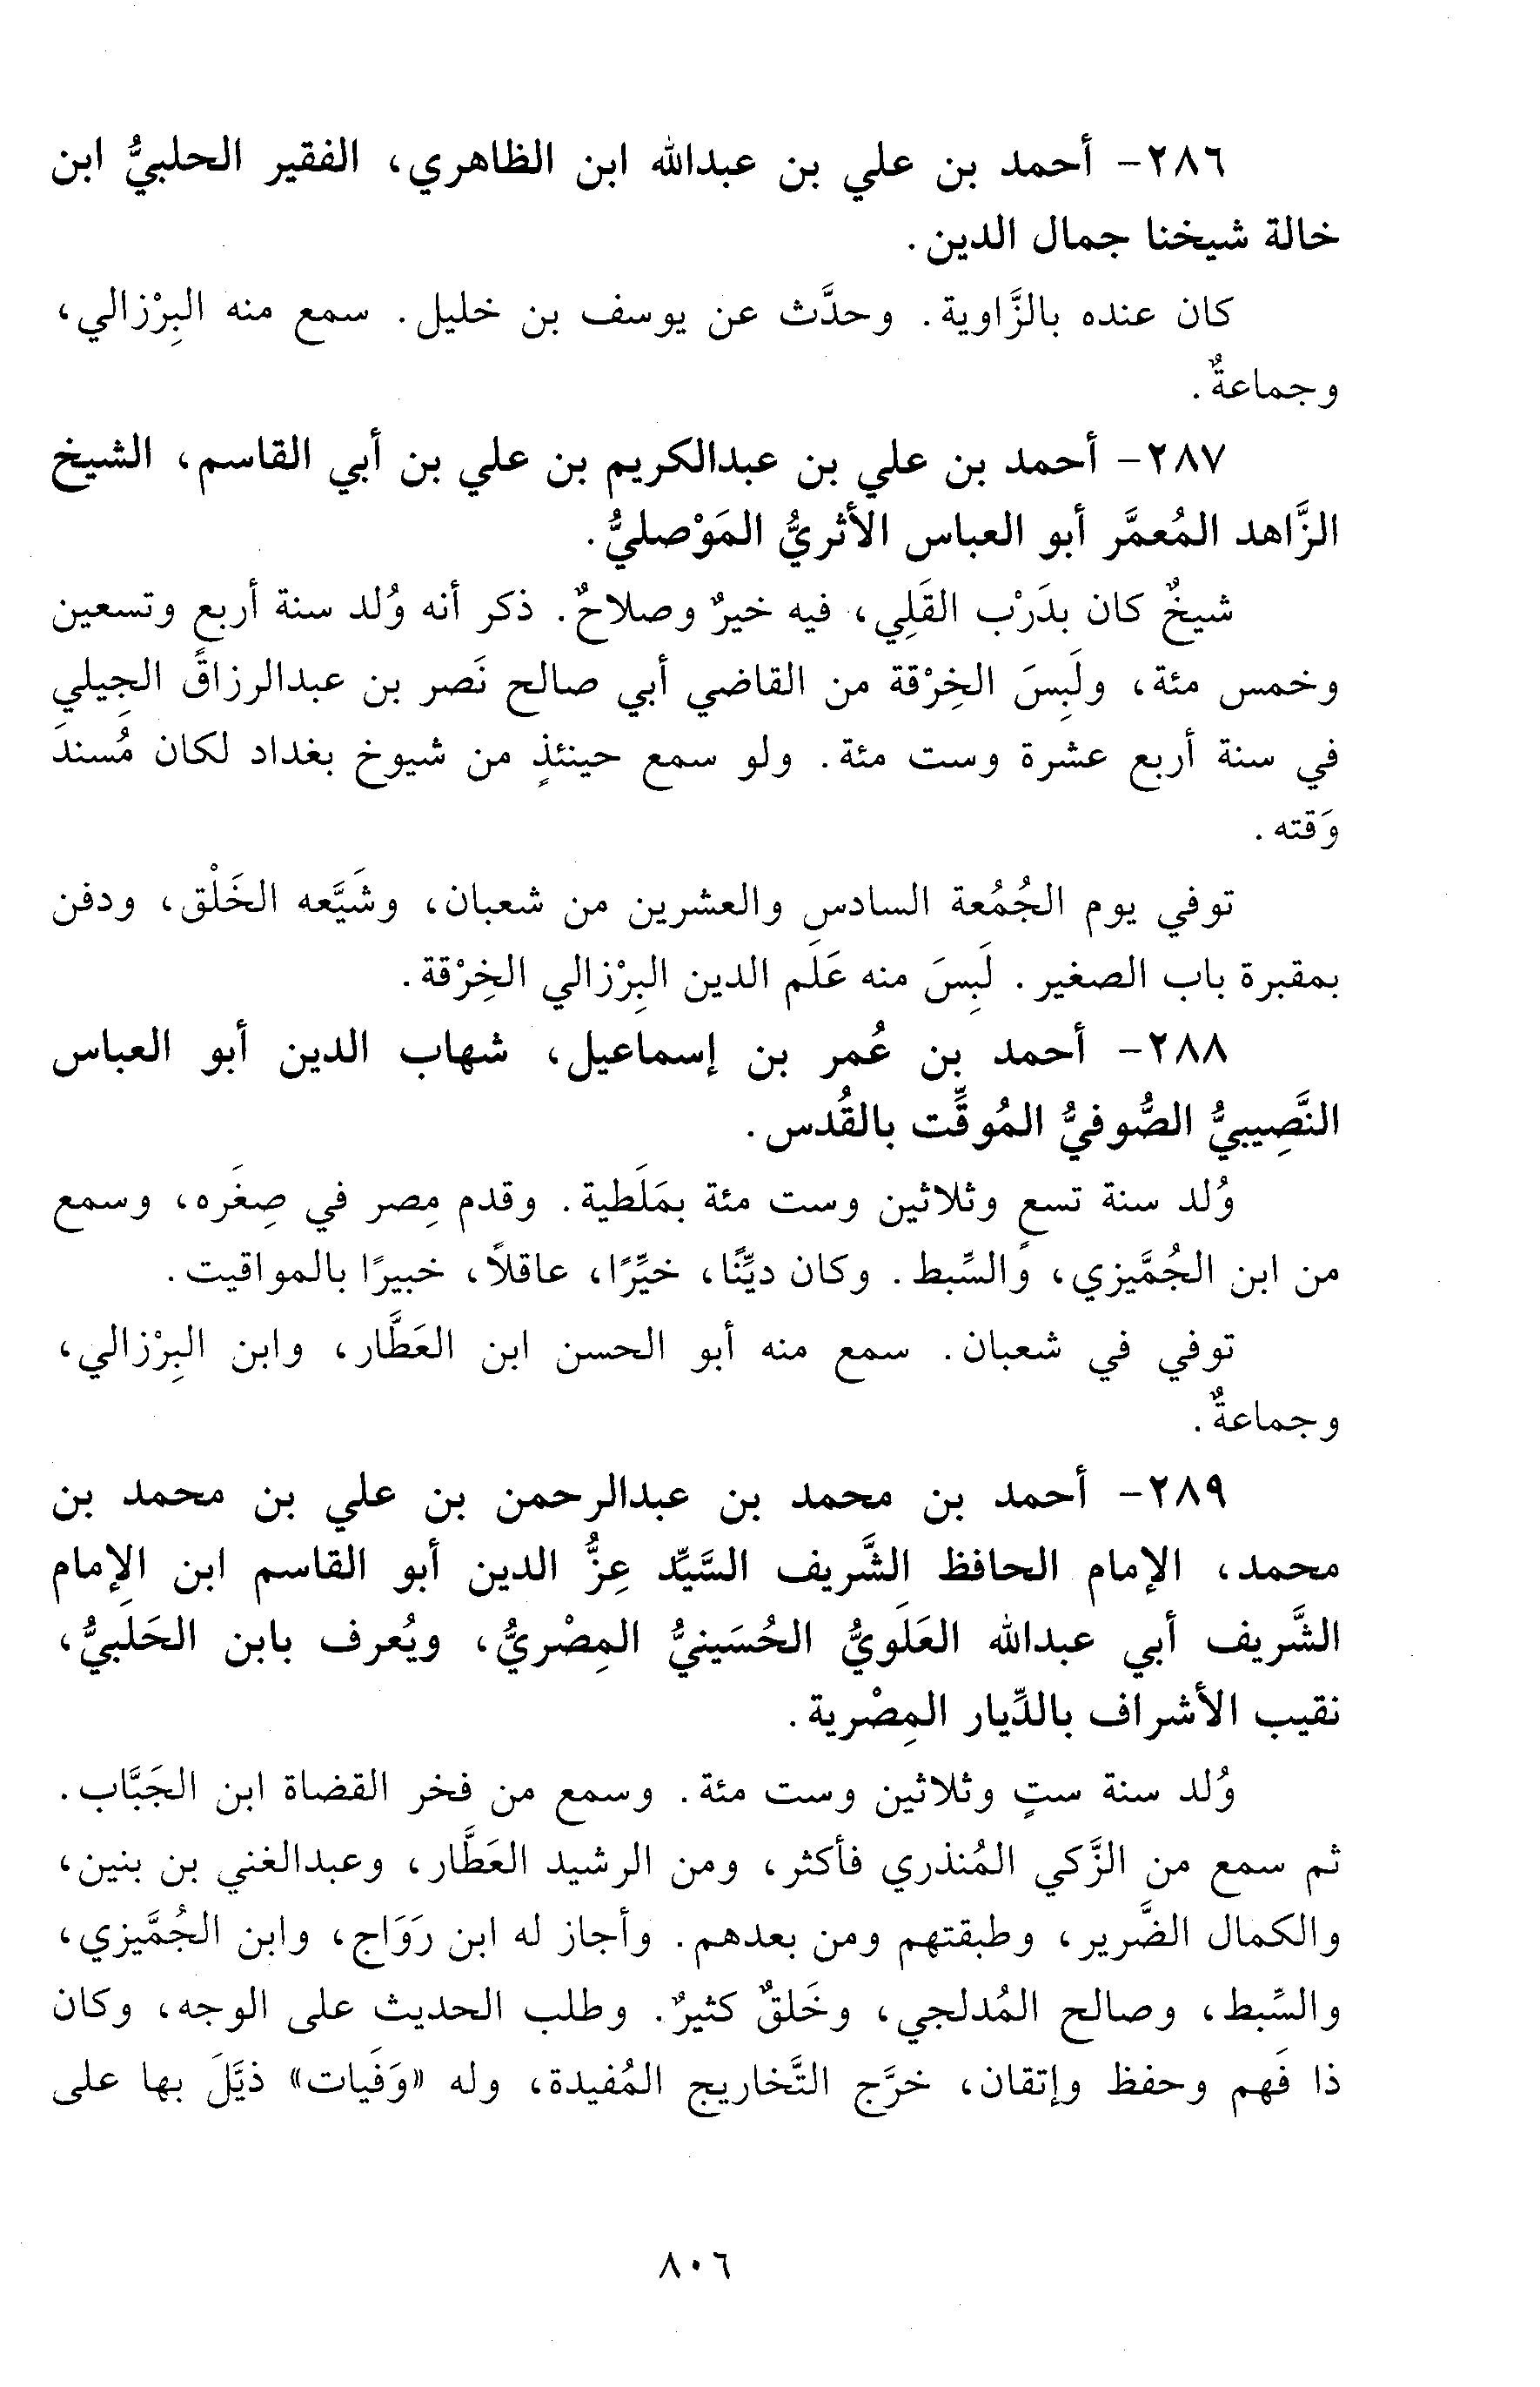 ٢٨٦- أحمد بن علي بن عبدالله ابن الظاهري، الفقير الحلبيُّ ابن
خالة شيخنا جمال الدين.
كان عنده بالزَّاوية. وحدَّث عن يوسف بن خليل. سمع منه البِرْزالي،
وجماعةٌ.
٢٨٧- أحمد بن علي بن عبدالكريم بن علي بن أبي القاسم، الشيخ
الزَّاهد المُعمَّر أبو العباس الأثريُّ المَوْصليُّ.
شيخٌ كان بدَرْب القَلِي، فيه خيرٌ وصلاحٌ. ذكر أنه وُلد سنة أربع وتسعين
وخمس مئة، ولَبِسَ الخِرْقة من القاضي أبي صالح نَصر بن عبدالرزاق الجِيلي
في سنة أربع عشرة وست مئة. ولو سمع حينئذٍ من شيوخ بغداد لكان مُسندَ
وَقته.
توفي يوم الجُمُعة السادس والعشرين من شعبان، وشَيَّعه الخَلْق، ودفن
بمقبرة باب الصغير. لَبِسَ منه عَلَم الدين البِرْزالي الخِرْقة.
٢٨٨- أحمد بن عُمر بن إسماعيل، شهاب الدين أبو العباس
النَّصِيبيُّ الصُّوفيُّ المُوقِّت بالقُدس.
وُلد سنة تسعٍ وثلاثين وست مئة بمَلَطية. وقدم مِصر في صِغَره، وسمع
من ابن الجُمَّيزي، والسِّبط. وكان ديِّنًا، خيِّرًا، عاقلاً، خبيرًا بالمواقيت.
توفي في شعبان. سمع منه أبو الحسن ابن العَطَّار، وابن البِرْزالي،
وجماعةٌ.
٢٨٩- أحمد بن محمد بن عبدالرحمن بن علي بن محمد بن
محمد، الإمام الحافظ الشَّريف السَّيِّد عِزُّ الدين أبو القاسم ابن الإِمام
الشَّريف أبي عبدالله العَلَويُّ الحُسَينيُّ المِصْريُّ، ويُعرف بابن الحَلَبيُّ،
نقيب الأشراف بالدِّيار المِصْرية.
وُلد سنة ستٍ وثلاثين وست مئة. وسمع من فخر القضاة ابن الجَبَّاب.
ثم سمع من الزَّكي المُنذري فأكثر، ومن الرشيد العَطَّار، وعبدالغني بن بنين،
والكمال الضَّرير، وطبقتهم ومن بعدهم. وأجاز له ابن رَوَاج، وابن الجُمَّيزي،
والسِّبط، وصالح المُدلجي، وخَلقٌ كثيرٌ. وطلب الحديث على الوجه، وكان
ذا فَهم وحفظ وإتقان، خرَّج التَّخاريج المُفيدة، وله «وَفَيات» ذيَّلَ بها على
٨٠٦